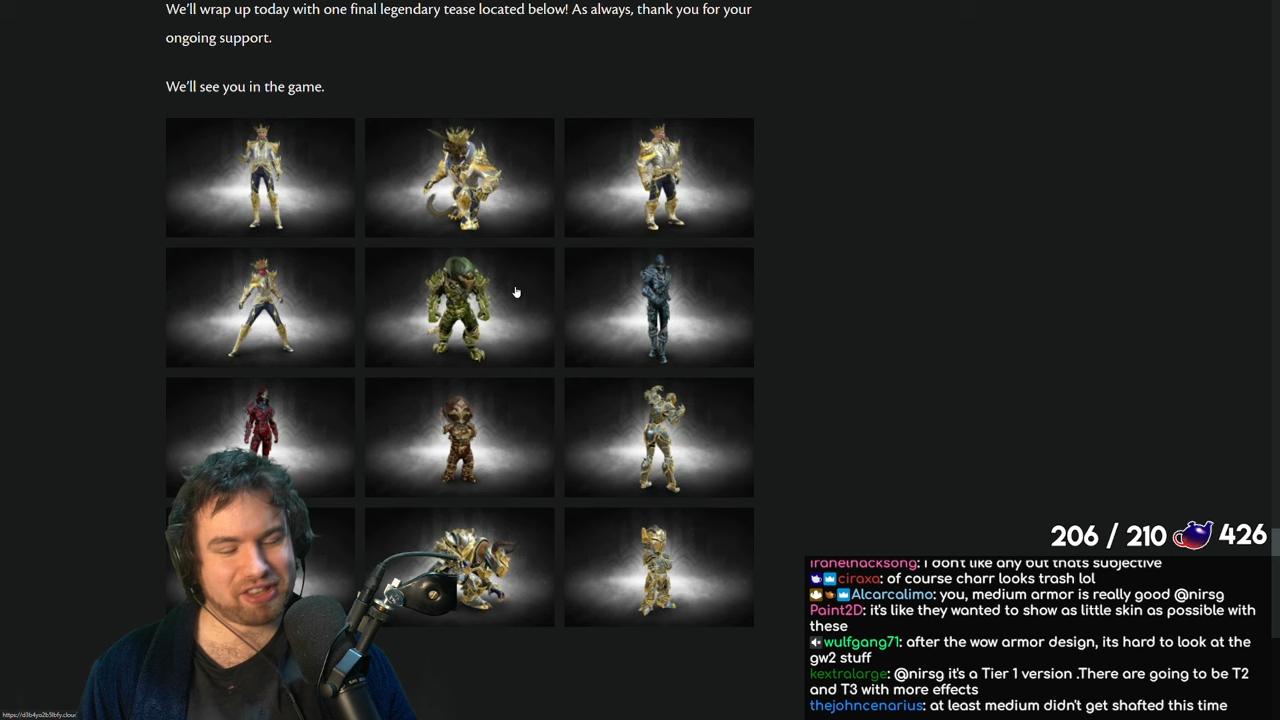 We'll wrap up today with one final legendary tease located below! As always, thank you for your
ongoing support.
We'll see you in the game.
206 / 210 426
iranelhacksong: i dont like any but thats subjective
ciraxa: of course charr looks trash lol
Alcarcalimo: you, medium armor is really good @nirsg
Paint2D: it's like they wanted to show as little skin as possible with
these
wulfgang71: after the wow armor design, its hard to look at the
gw2 stuff
kextralarge: @nirsg it's a Tier 1 version .There are going to be T2
and T3 with more effects
thejohncenarius: at least medium didn't get shafted this time